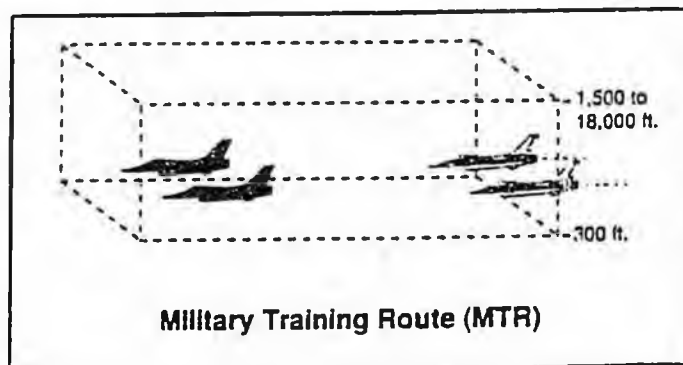 1,500 to
18,000 ft.
300 ft.
Military Training Route (MTR)